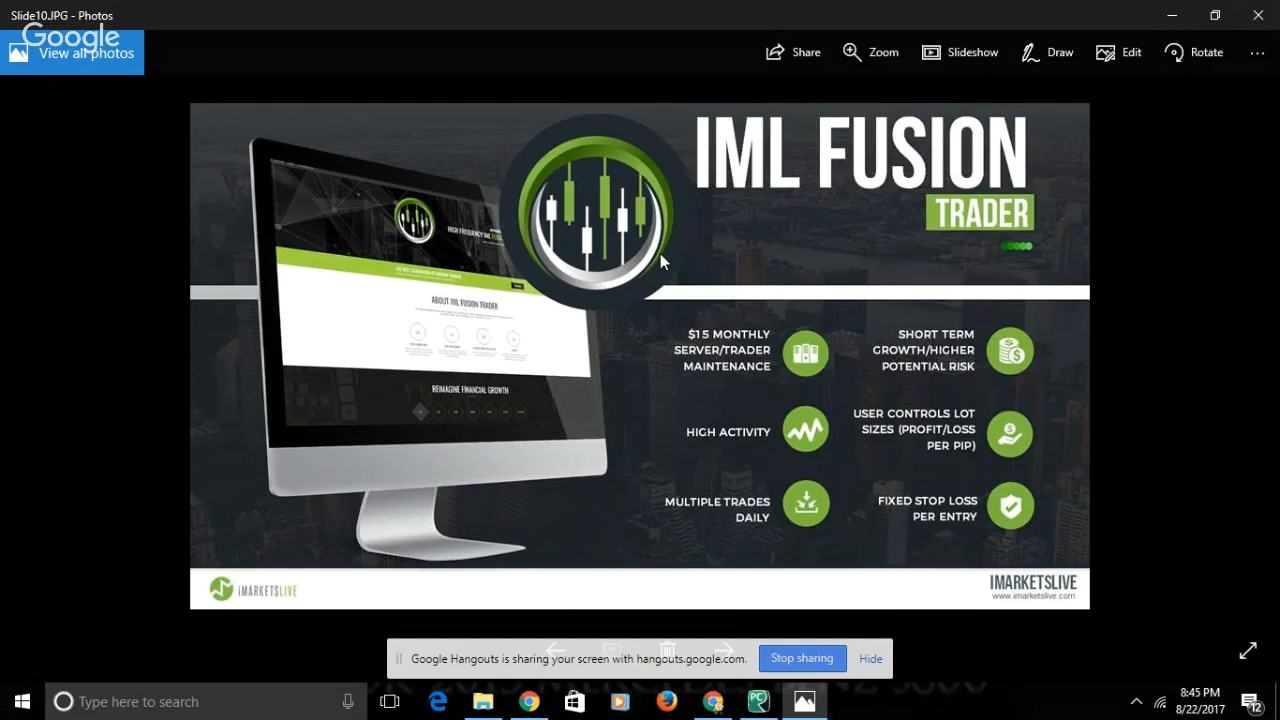 Slide10.JPG - Photos
Google
View all photos
Share
Zoom
Slideshow
Draw
Edit
Rotate
IML FUSION
TRADER
HIGH FREQUENCY IML
ABOUT IML FUSION TRADER
REIMAGINE FINANCIAL GROWTH
$15 MONTHLY
SERVER/TRADER
MAINTENANCE
SHORT TERM
GROWTH/HIGHER
POTENTIAL RISK
HIGH ACTIVITY
USER CONTROLS LOT
SIZES (PROFIT/LOSS
PER PIP)
MULTIPLE TRADES
DAILY
FIXED STOP LOSS
PER ENTRY
iMARKETSLIVE
IMARKETSLIVE
www.imarketslive.com
Google Hangouts is sharing your screen with hangouts.google.com.
Stop sharing
Hide
Type here to search
8:45 PM
8/22/2017
12